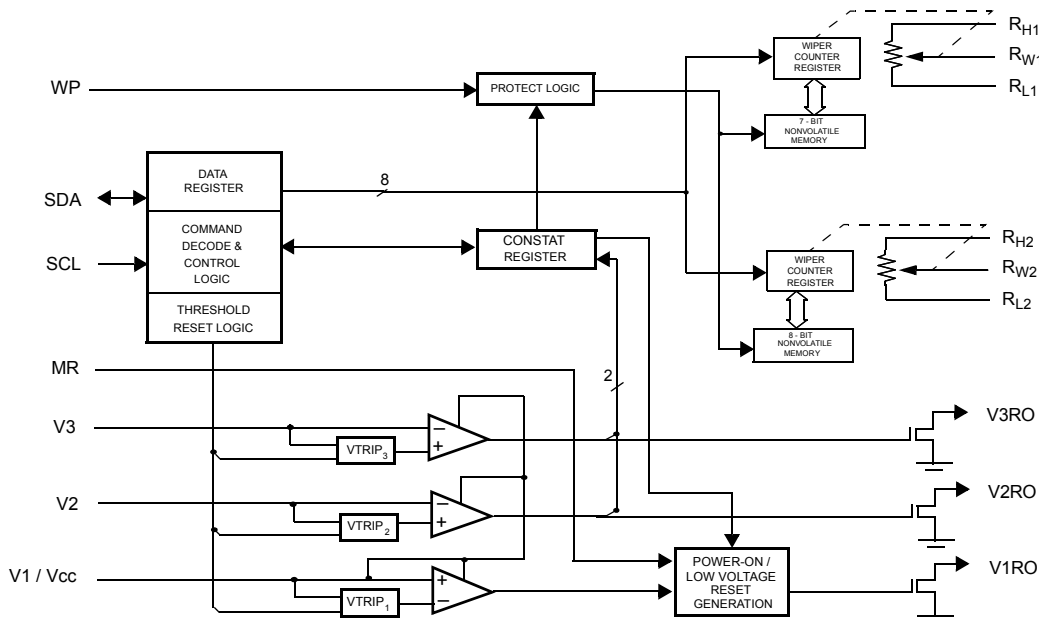 WP
SDA
SCL
MR
V3
V2
V1 / Vcc
DATA
REGISTER
COMMAND
DECODE &
CONTROL
LOGIC
THRESHOLD
RESET LOGIC
8
PROTECT LOGIC
CONSTAT
REGISTER
2
VTRIP3
VTRIP2
VTRIP1
−
+
−
+
+
−
POWER-ON /
LOW VOLTAGE
RESET
GENERATION
WIPER
COUNTER
REGISTER
7 - BIT
NONVOLATILE
MEMORY
WIPER
COUNTER
REGISTER
8 - BIT
NONVOLATILE
MEMORY
RH1
RW1
RL1
RH2
RW2
RL2
V3RO
V2RO
V1RO